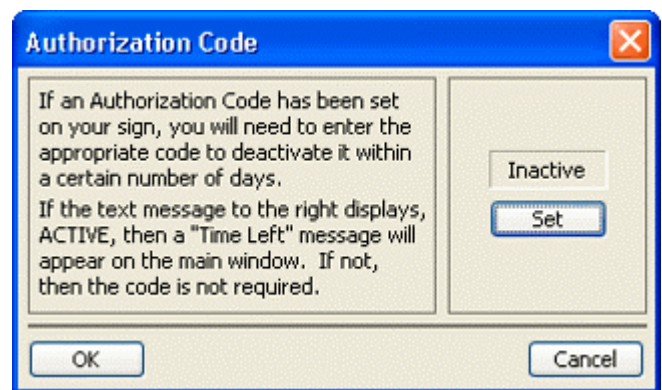 Authorization Code
If an Authorization Code has been set
on your sign, you will need to enter the
appropriate code to deactivate it within
a certain number of days.
If the text message to the right displays,
ACTIVE, then a "Time Left" message will
appear on the main window. If not,
then the code is not required.
Inactive
Set
OK
Cancel